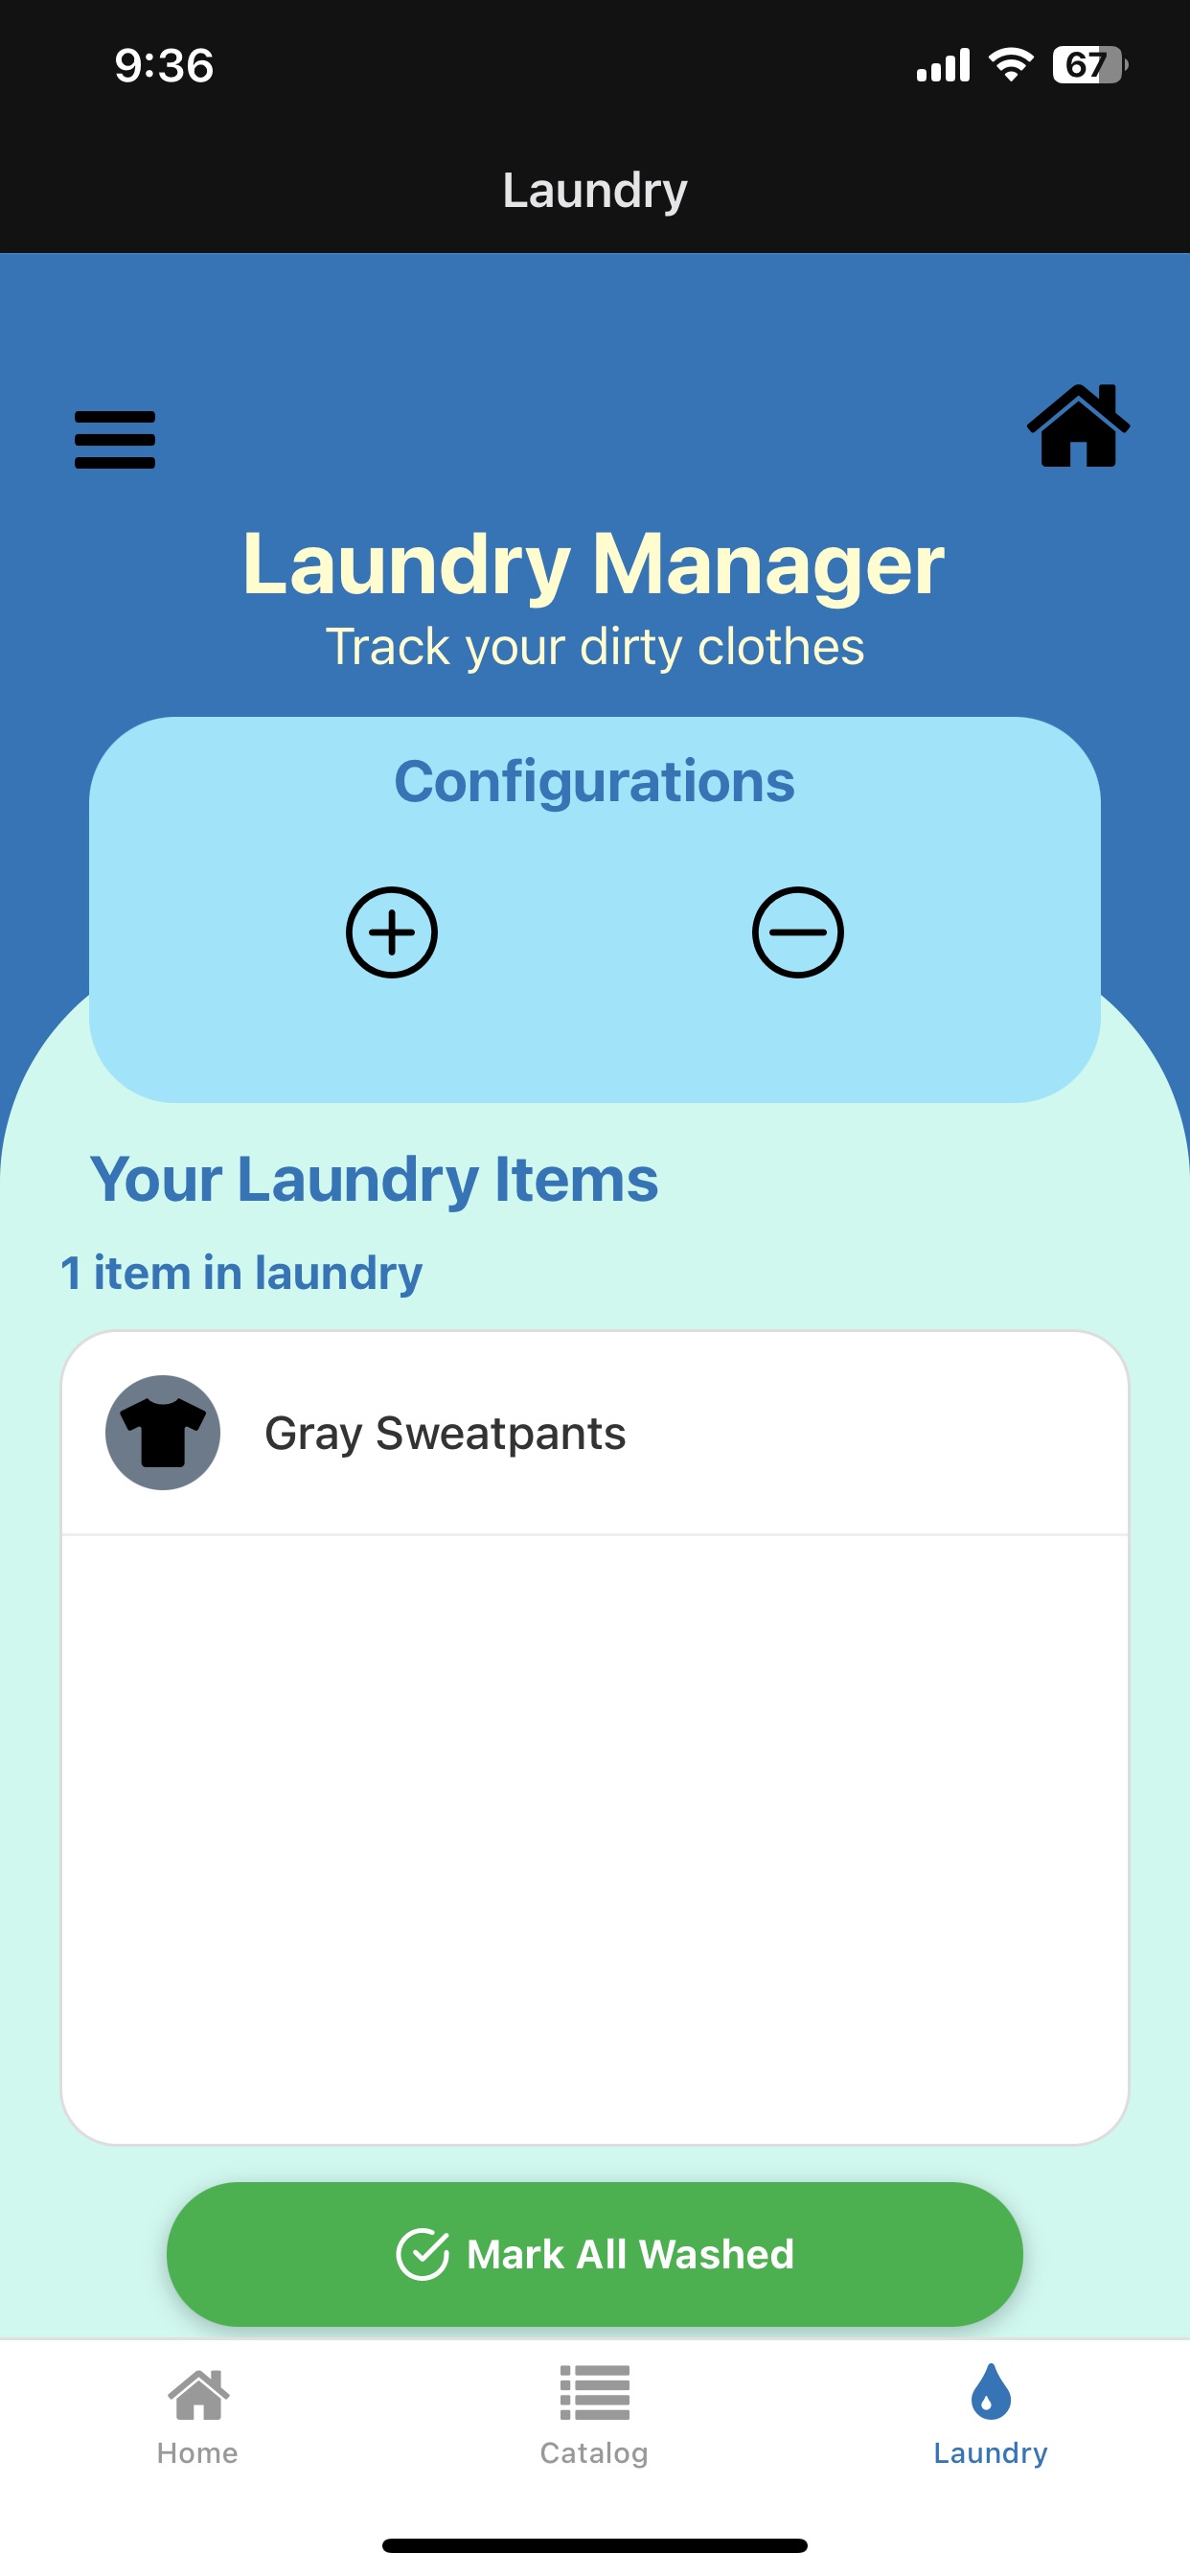 9:36
67
Laundry
Laundry Manager
Track your dirty clothes
Configurations
Your Laundry Items
1 item in laundry
Gray Sweatpants
Mark All Washed
Home
Catalog
Laundry